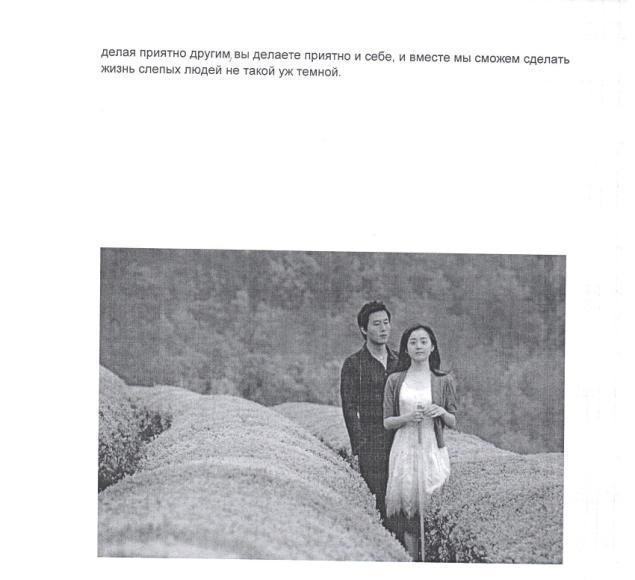 делая приятно другим, вы делаете приятно и себе, и вместе мы сможем сделать
жизнь слепых людей не такой уж темной.